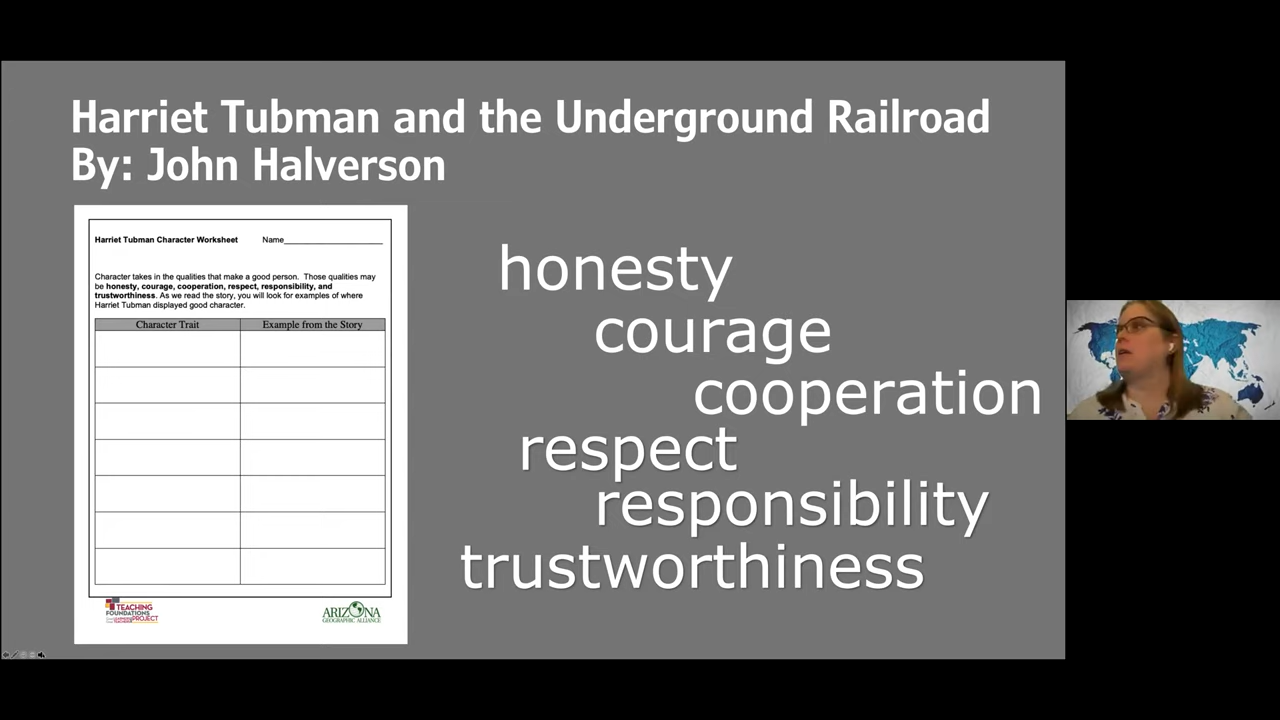 Harriet Tubman and the Underground Railroad
By: John Halverson
Harriet Tubman Character Worksheet Name____________________
Character takes in the qualities that make a good person. Those qualities may
be honesty, courage, cooperation, respect, responsibility, and
trustworthiness. As we read the story, you will look for examples of where
Harriet Tubman displayed good character.
Character Trait Example from the Story
TEACHING
FOUNDATIONS
PROJECT
ARIZONA
GEOGRAPHIC ALLIANCE
honesty
courage
cooperation
respect
responsibility
trustworthiness